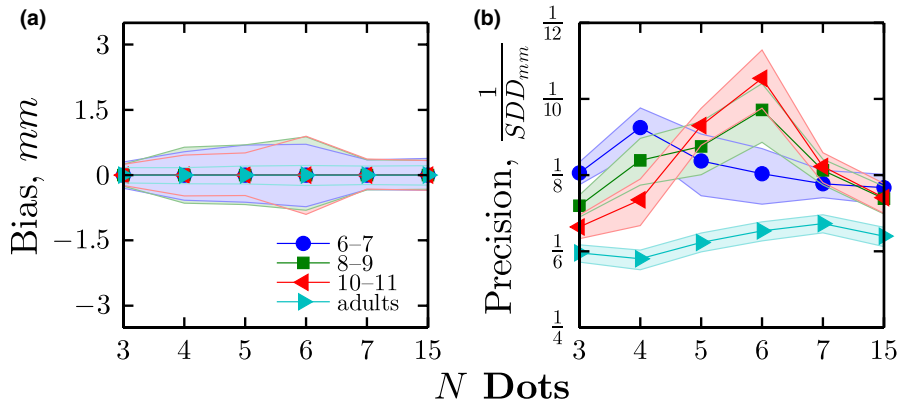 (a)
Bias, mm
3
1.5
0
−1.5
−3
3 4 5 6 7 15
6–7
8–9
10–11
adults
(b)
Precision, 1/SDD_mm
1/12
1/10
1/8
1/6
1/4
3 4 5 6 7 15
N Dots